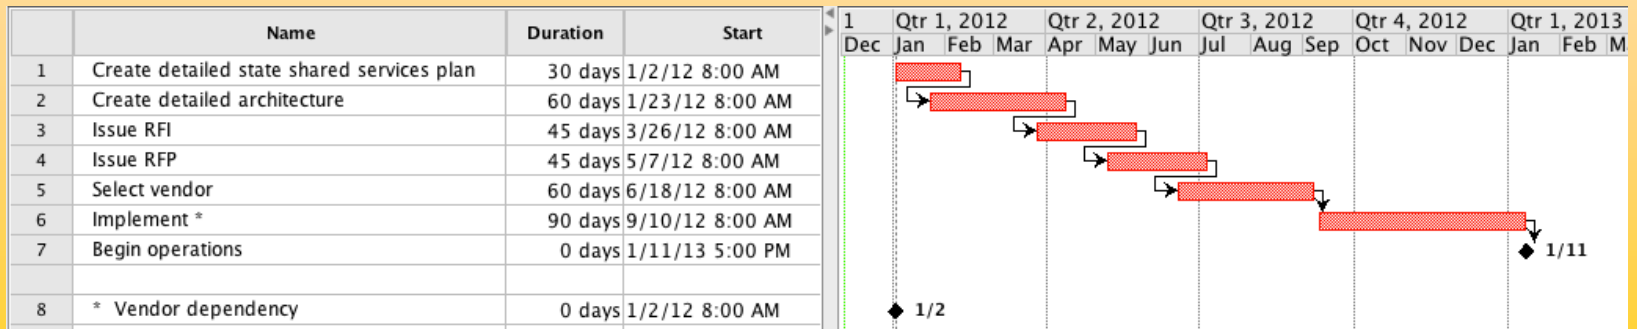 Name Duration Start
1 Qtr 1, 2012 Qtr 2, 2012 Qtr 3, 2012 Qtr 4, 2012 Qtr 1, 2013
Dec Jan Feb Mar Apr May Jun Jul Aug Sep Oct Nov Dec Jan Feb M
1 Create detailed state shared services plan 30 days 1/2/12 8:00 AM
2 Create detailed architecture 60 days 1/23/12 8:00 AM
3 Issue RFI 45 days 3/26/12 8:00 AM
4 Issue RFP 45 days 5/7/12 8:00 AM
5 Select vendor 60 days 6/18/12 8:00 AM
6 Implement * 90 days 9/10/12 8:00 AM
7 Begin operations 0 days 1/11/13 5:00 PM 1/11
8 * Vendor dependency 0 days 1/2/12 8:00 AM 1/2